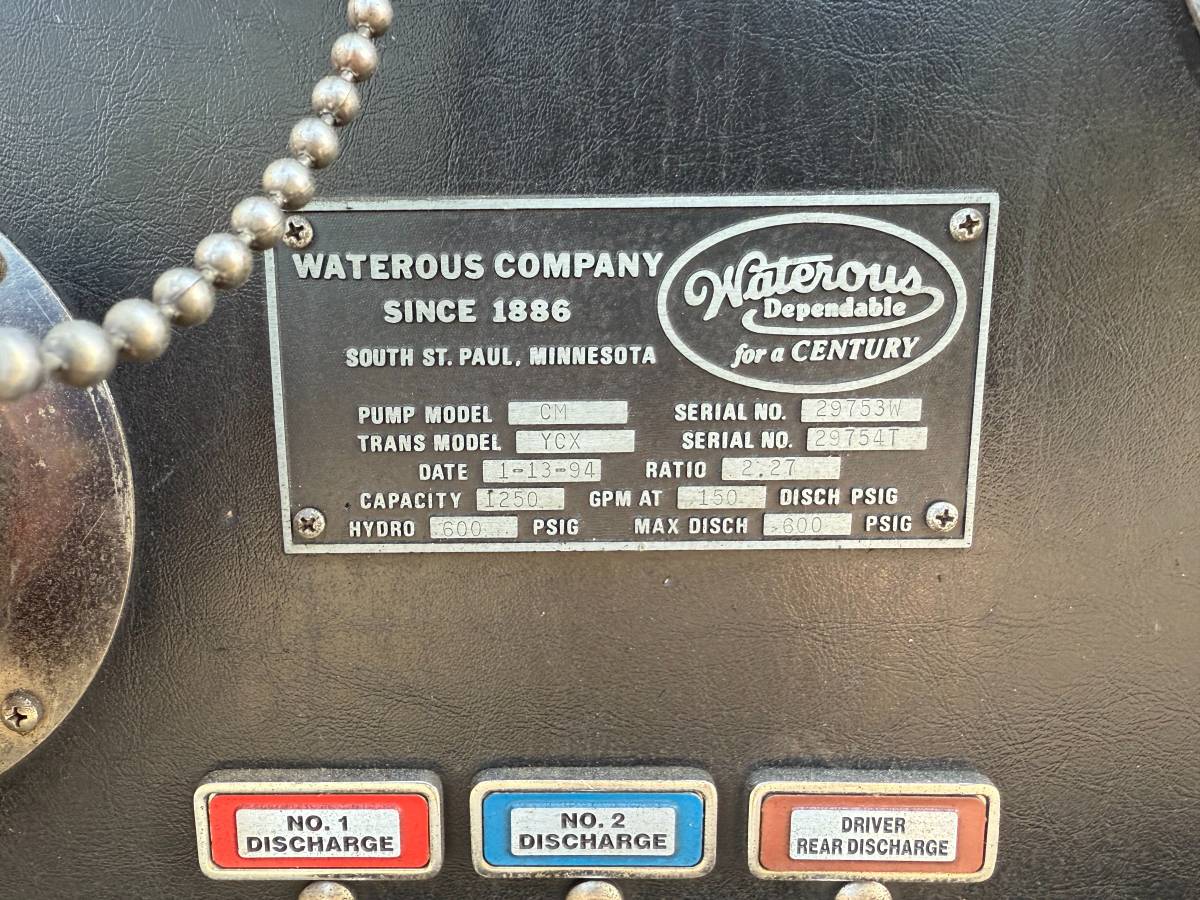 WATEROUS COMPANY
SINCE 1886
SOUTH ST. PAUL, MINNESOTA
Waterous
Dependable
for a CENTURY
PUMP MODEL CM SERIAL NO. 29753W
TRANS MODEL YCX SERIAL NO. 29754T
DATE 1-13-94 RATIO 2.27
CAPACITY 1250 GPM AT 150 DISCH PSIG
HYDRO 600 PSIG MAX DISCH 600 PSIG
NO. 1
DISCHARGE
NO. 2
DISCHARGE
DRIVER
REAR DISCHARGE